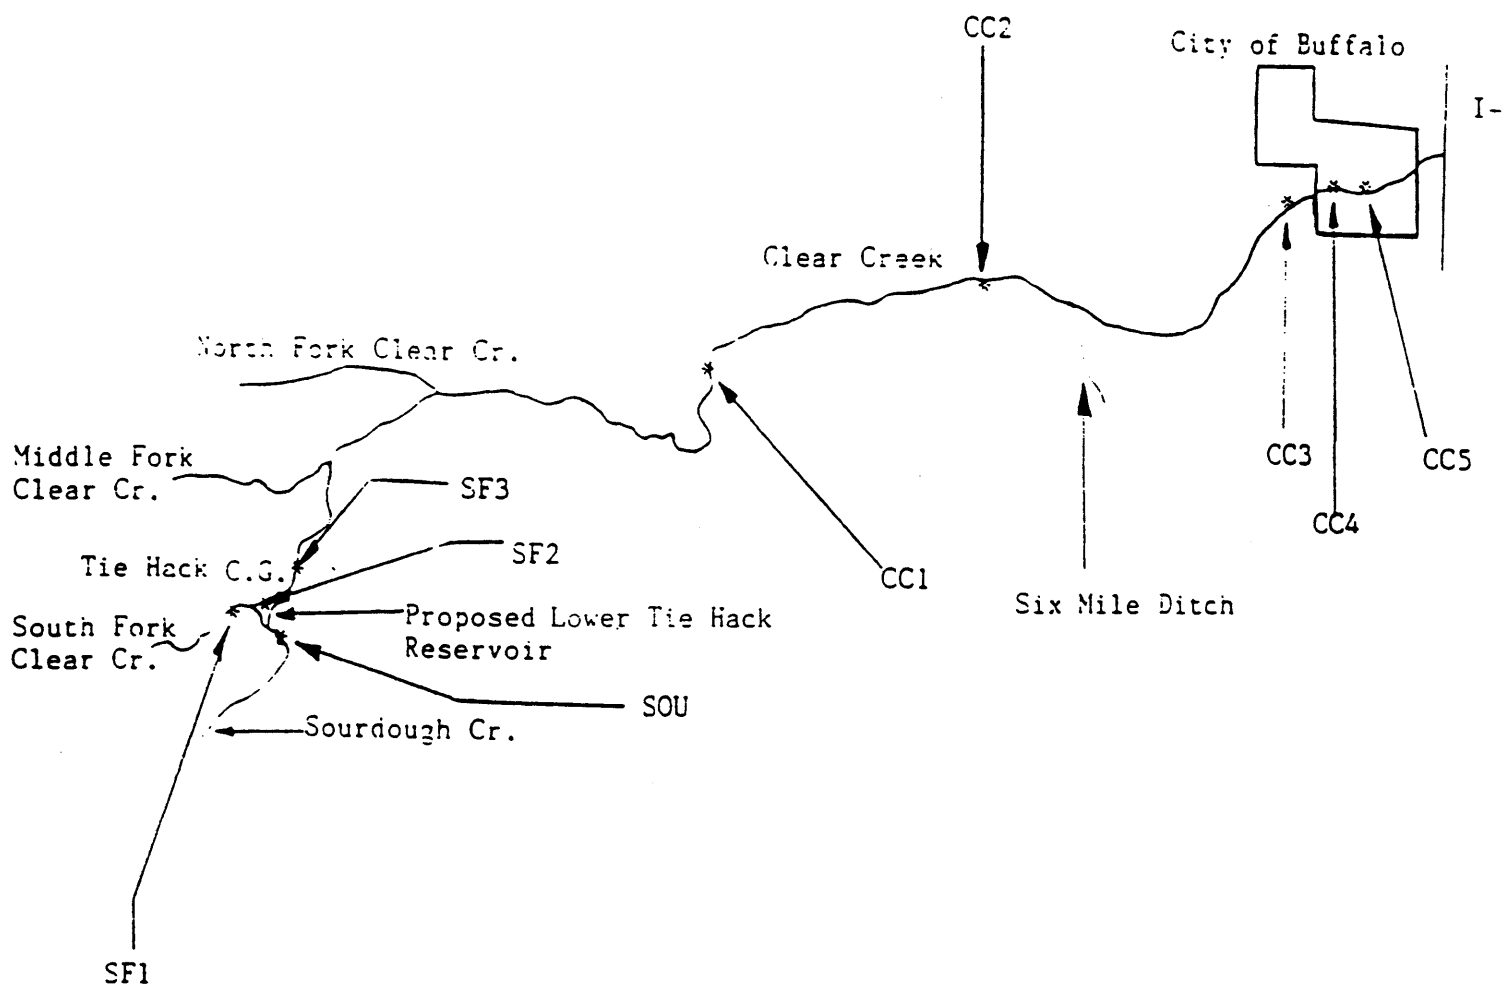 CC2
City of Buffalo
I-
Clear Creek
North Fork Clear Cr.
Middle Fork
Clear Cr.
SF3
CC3
CC5
CC4
SF2
Tie Hack C.G.
CC1
Six Mile Ditch
Proposed Lower Tie Hack
Reservoir
South Fork
Clear Cr.
SOU
Sourdough Cr.
SF1